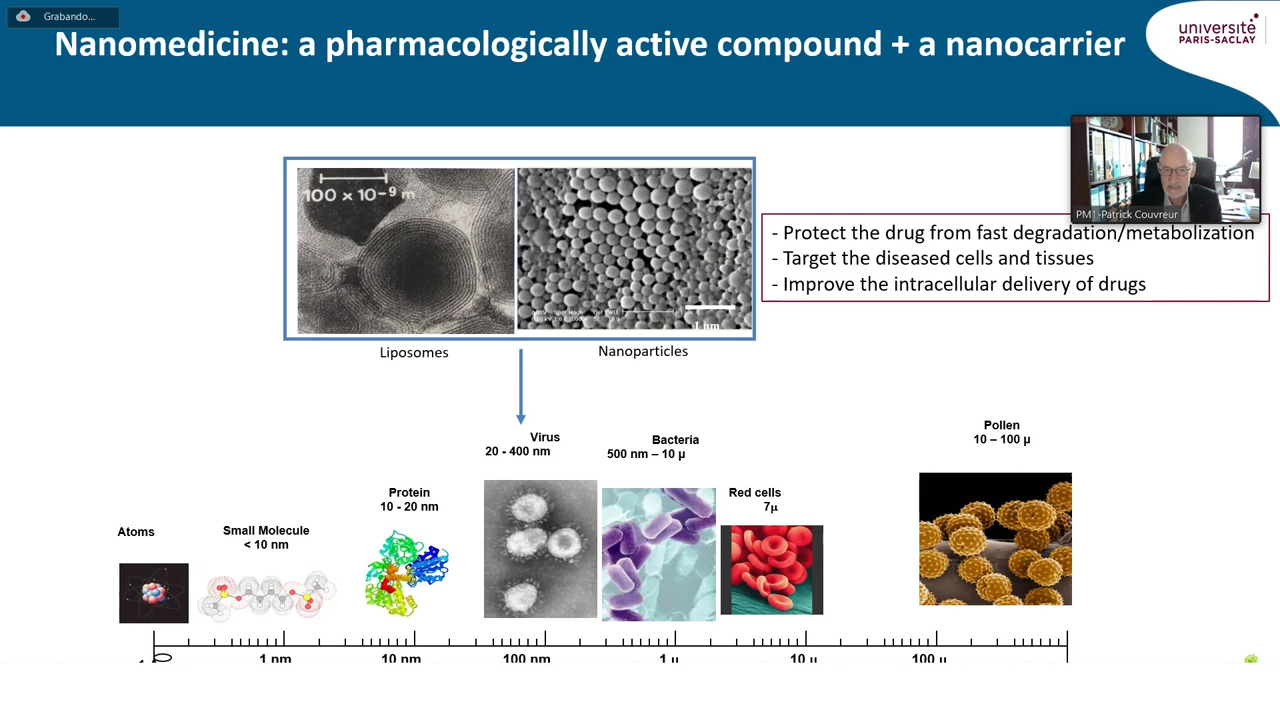 Grabando...
Nanomedicine: a pharmacologically active compound + a nanocarrier
université
PARIS-SACLAY
PM1-Patrick Couvreur
100 x 10-9 m
- Protect the drug from fast degradation/metabolization
- Target the diseased cells and tissues
- Improve the intracellular delivery of drugs
Liposomes
Nanoparticles
Virus
20 - 400 nm
Bacteria
500 nm – 10 µ
Pollen
10 – 100 µ
Protein
10 - 20 nm
Red cells
7µ
Atoms
Small Molecule
< 10 nm
1 nm
10 nm
100 nm
1 µ
10 µ
100 µ